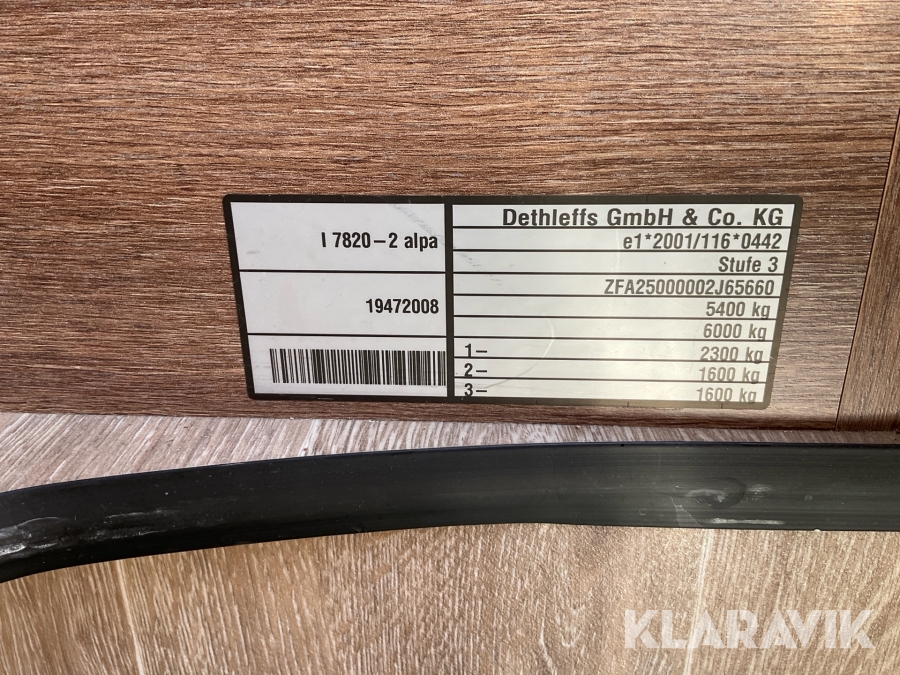 I 7820-2 alpa
19472008
Dethleffs GmbH & Co. KG
e1*2001/116*0442
Stufe 3
ZFA25000002J65660
5400 kg
6000 kg
1- 2300 kg
2- 1600 kg
3- 1600 kg
KLARAVIK